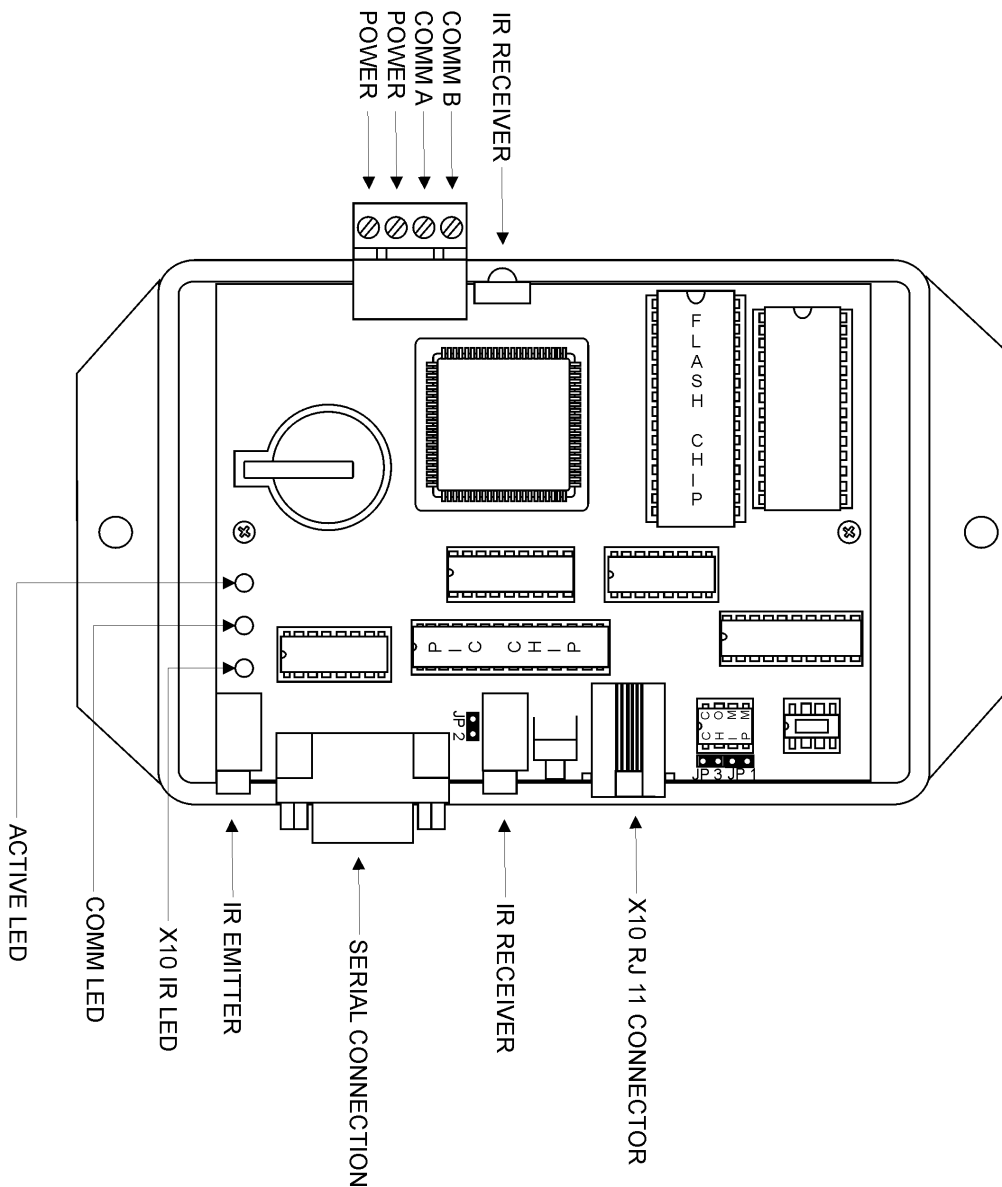 IR RECEIVER
COMM B
COMM A
POWER
POWER
FLASH CHIP
PIC CHIP
JP 2
COMM CHIP
JP 3
JP 1
ACTIVE LED
COMM LED
X10 IR LED
IR EMITTER
SERIAL CONNECTION
IR RECEIVER
X10 RJ 11 CONNECTOR